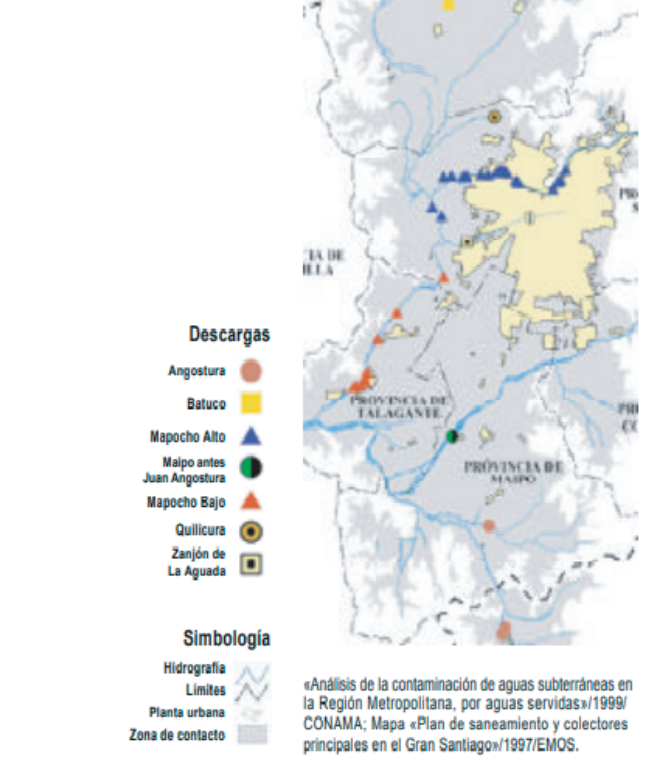 IA DE
ILLA
PROVINCIA DE
TALAGANTE
PROVINCIA DE
MAIPO
Descargas
Angostura
Batuco
Mapocho Alto
Maipo antes
Juan Angostura
Mapocho Bajo
Quilicura
Zanjón de
La Aguada
Simbología
Hidrografía
Límites
Planta urbana
Zona de contacto
«Análisis de la contaminación de aguas subterráneas en
la Región Metropolitana, por aguas servidas»/1999/
CONAMA; Mapa «Plan de saneamiento y colectores
principales en el Gran Santiago»/1997/EMOS.